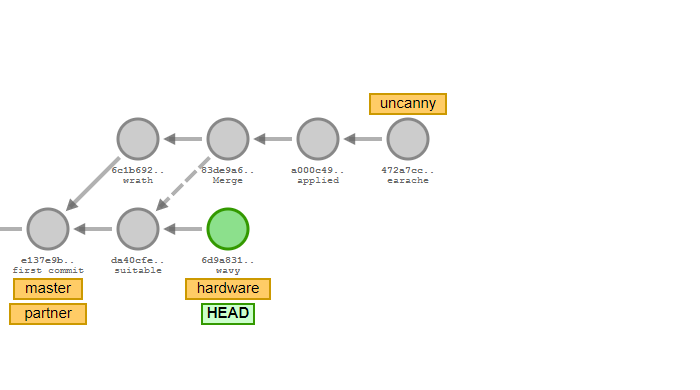 uncanny
6c1b692..
wrath
83de9a6..
Merge
a000c49..
applied
472a7cc..
earache
e137e9b..
first commit
da40cfe..
suitable
6d9a831..
wavy
master
hardware
partner
HEAD